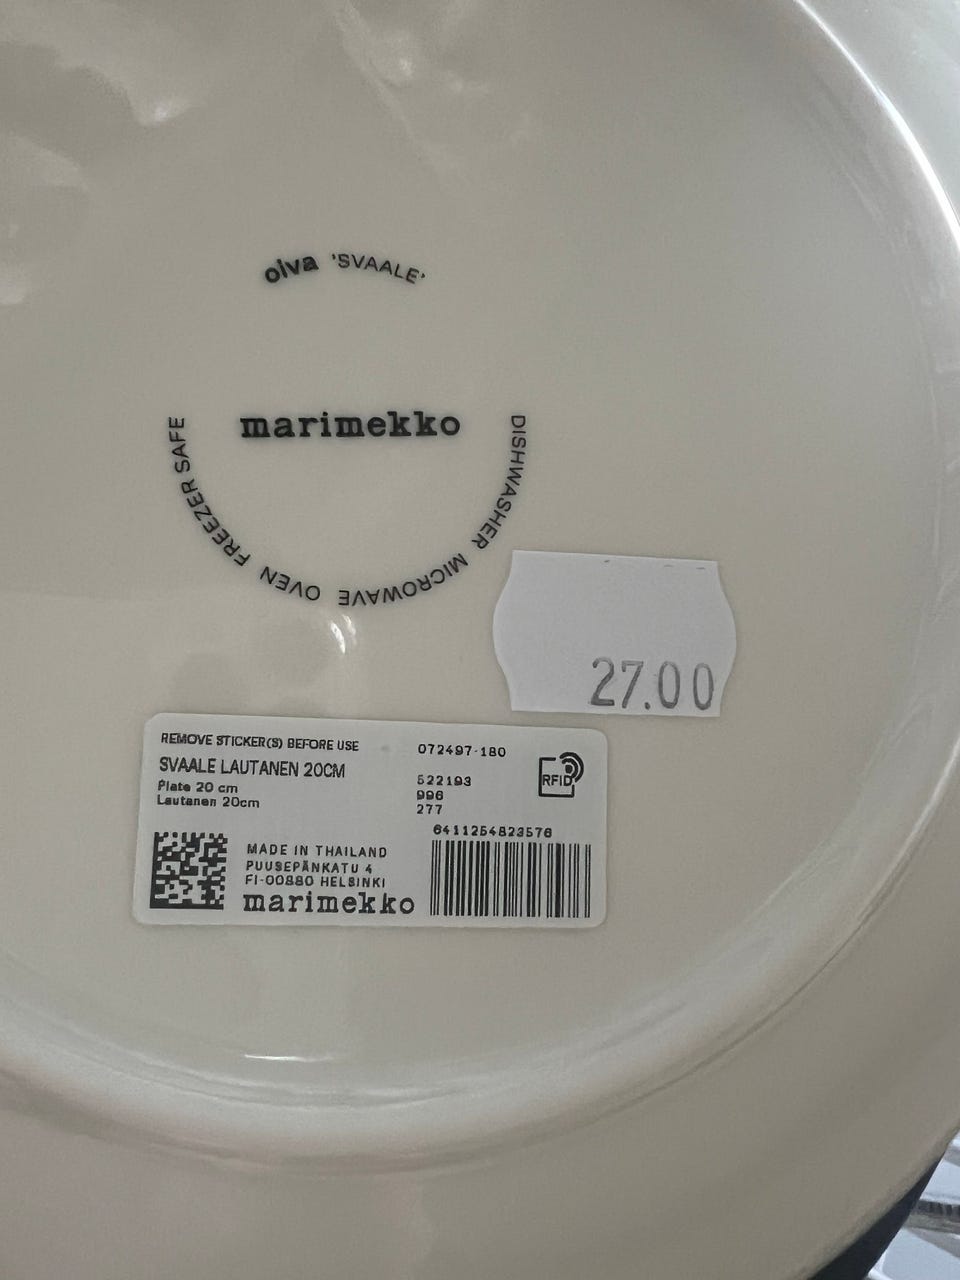 oiva 'SVAALE'
marimekko
DISHWASHER MICROWAVE OVEN FREEZER SAFE
27.00
REMOVE STICKER(S) BEFORE USE
072497-180
SVAALE LAUTANEN 20CM
Plate 20 cm
Lautanen 20cm
522193
996
277
RFID
6411254823576
MADE IN THAILAND
PUUSEPÄNKATU 4
FI-00880 HELSINKI
marimekko